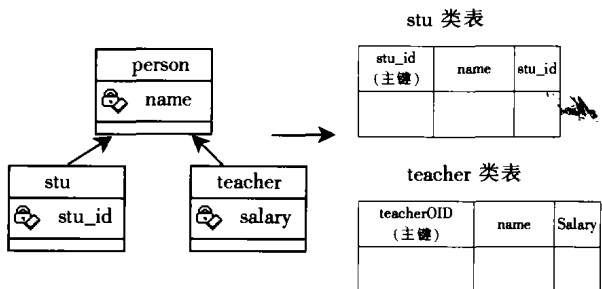 person
name
stu
stu_id
teacher
salary
stu 类表
stu_id
(主键)
name
stu_id
teacher 类表
teacherOID
(主键)
name
Salary